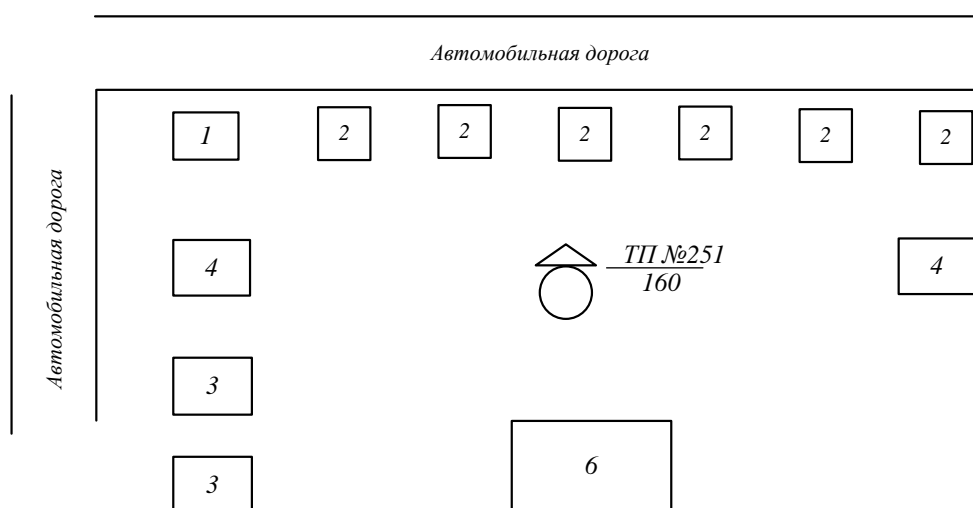 Автомобильная дорога
1 2 2 2 2 2 2
Автомобильная дорога
4 ТП №251 4
160
3
6
3